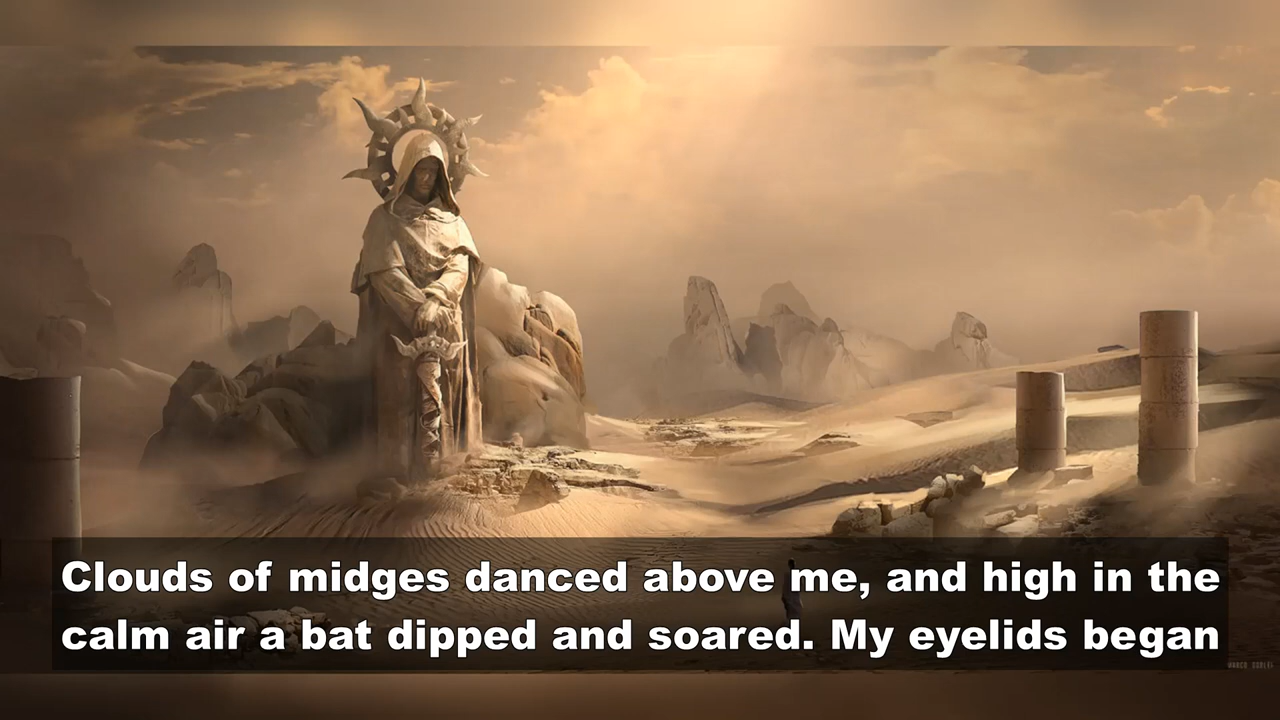 Clouds of midges danced above me, and high in the
calm air a bat dipped and soared. My eyelids began